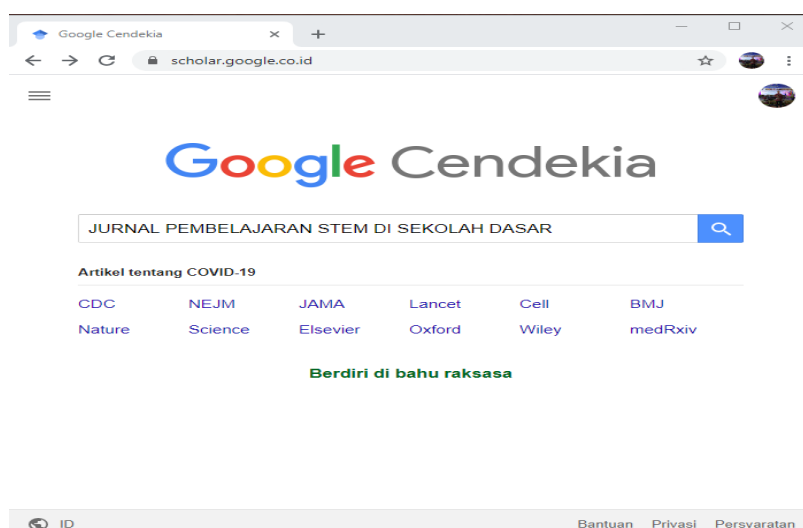 Google Cendekia
scholar.google.co.id
Google Cendekia
JURNAL PEMBELAJARAN STEM DI SEKOLAH DASAR
Artikel tentang COVID-19
CDC NEJM JAMA Lancet Cell BMJ
Nature Science Elsevier Oxford Wiley medRxiv
Berdiri di bahu raksasa
ID Bantuan Privasi Persyaratan